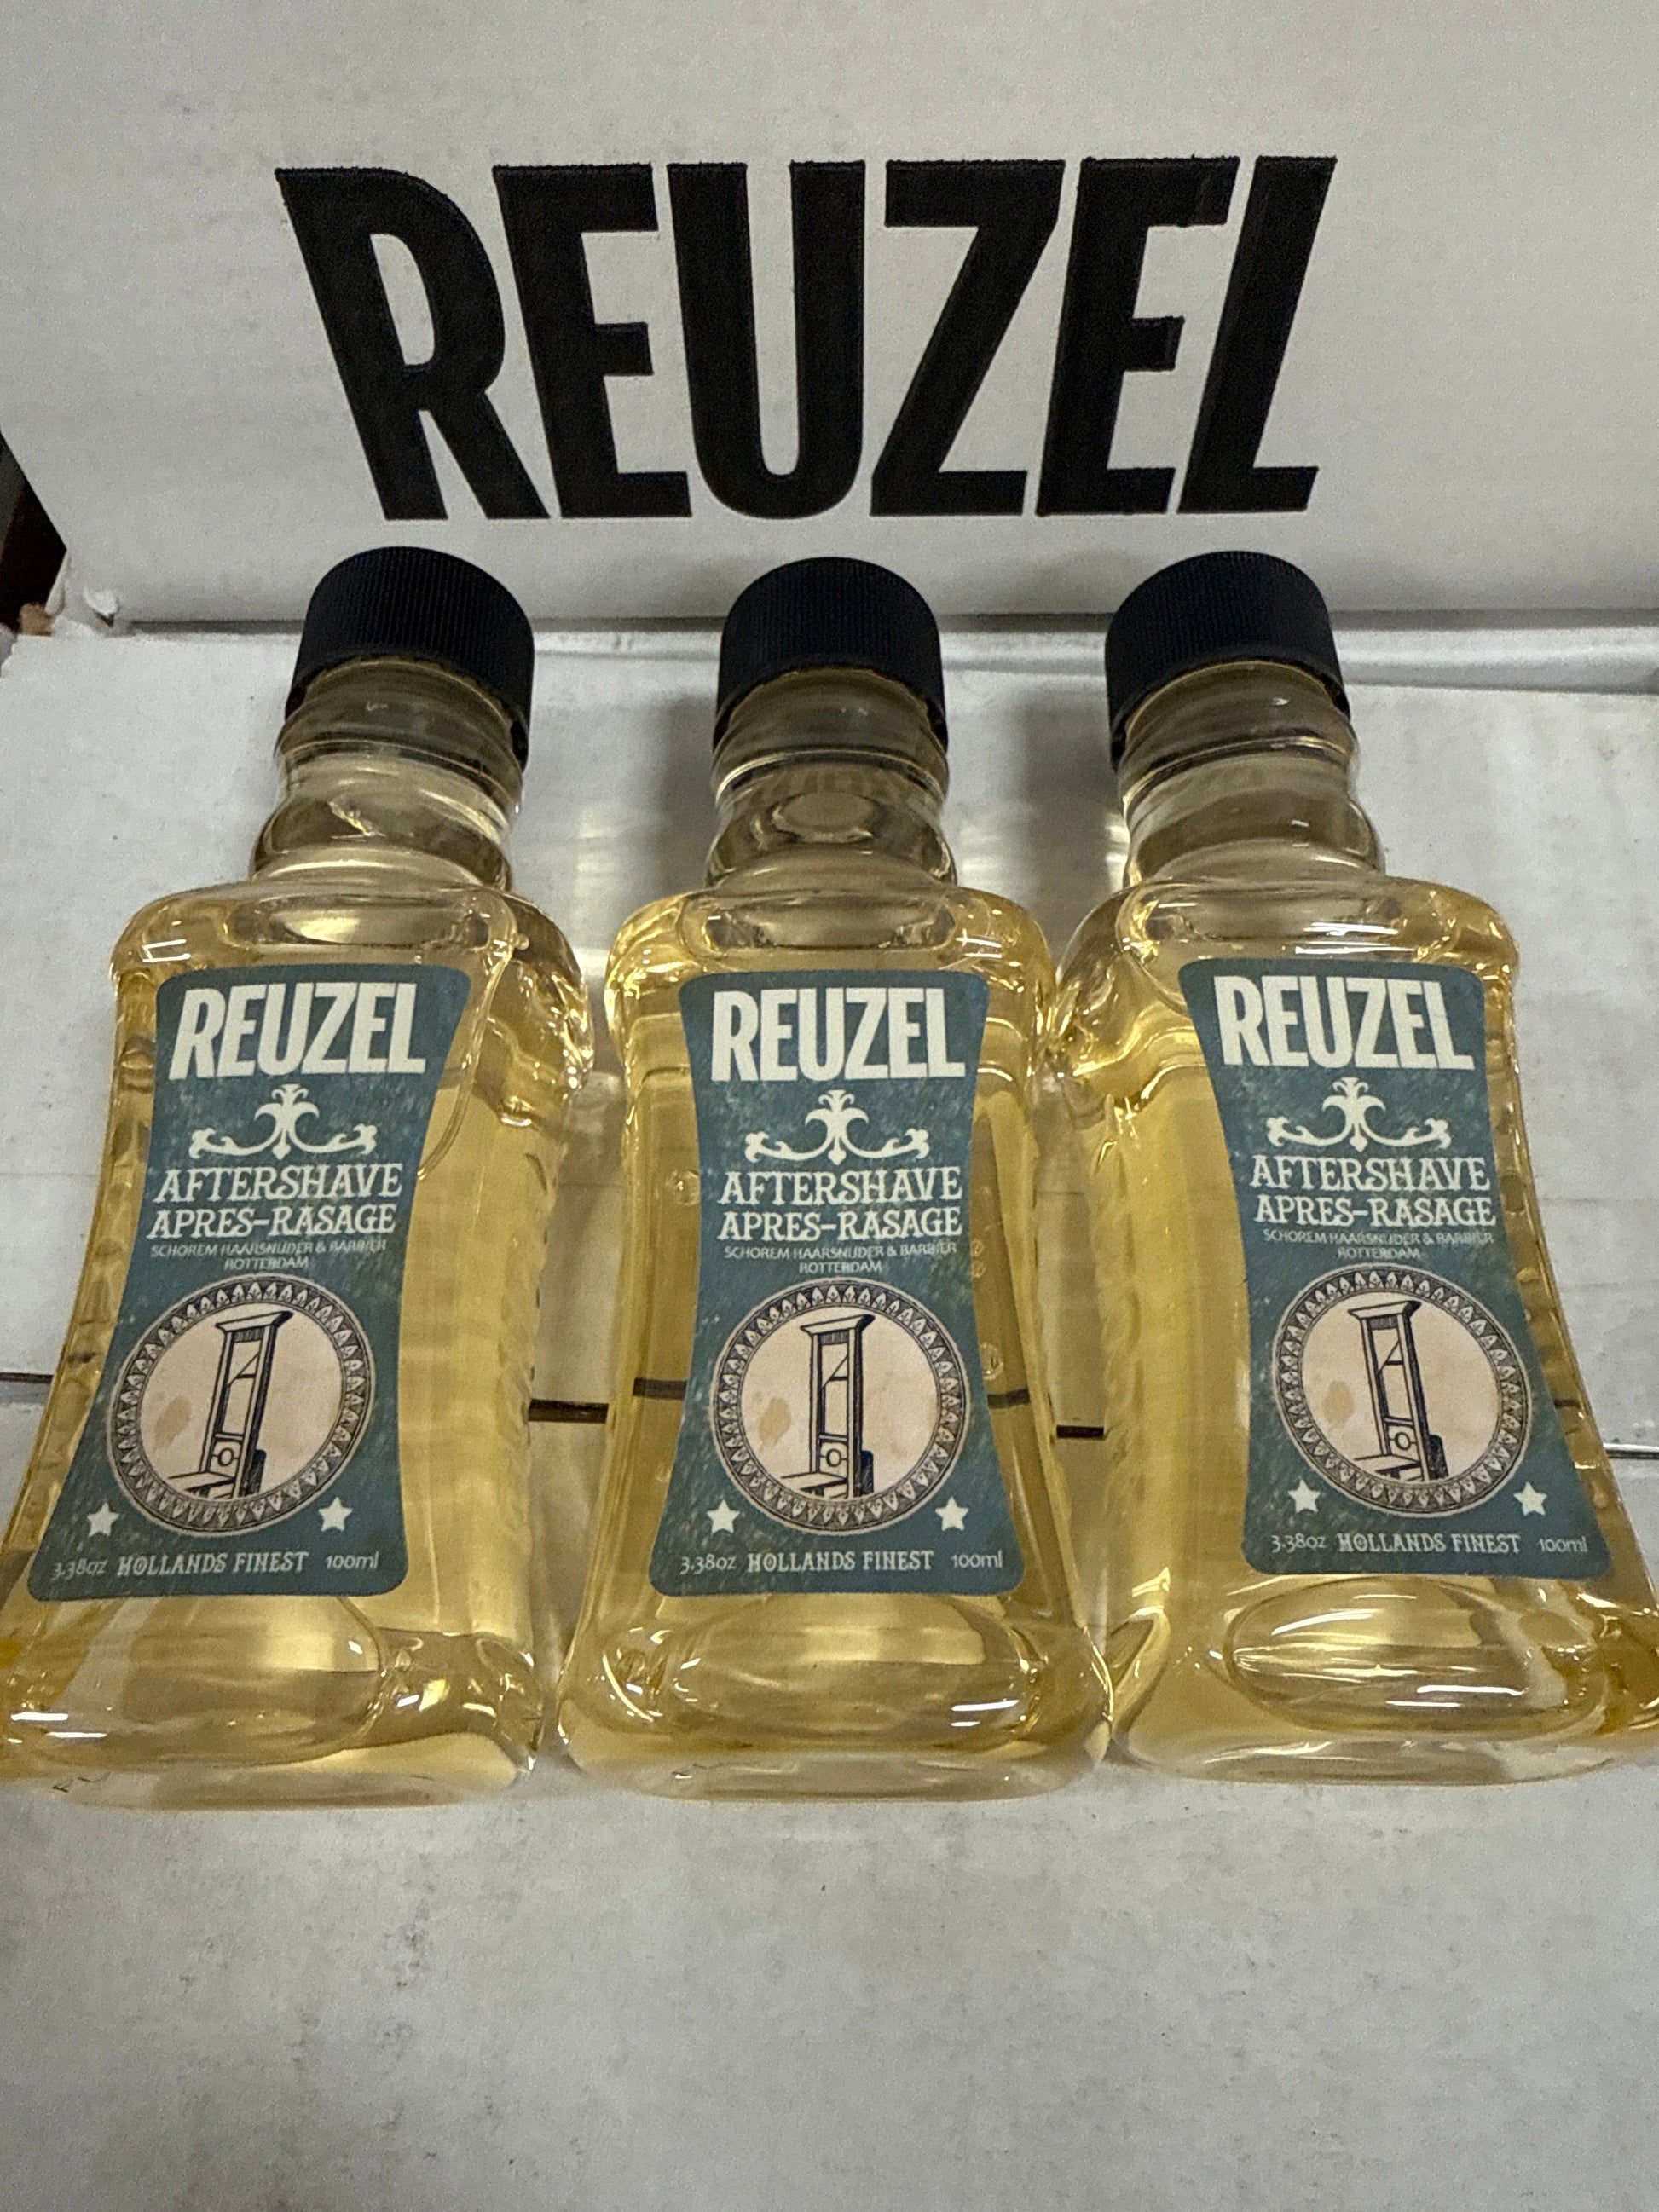 REUZEL
REUZEL
AFTERSHAVE
APRES-RASAGE
SCHOREM HAARSNIJDER & BARBIER
ROTTERDAM
3.38oz HOLLANDS FINEST 100ml
REUZEL
AFTERSHAVE
APRES-RASAGE
SCHOREM HAARSNIJDER & BARBIER
ROTTERDAM
3.38oz HOLLANDS FINEST 100ml
REUZEL
AFTERSHAVE
APRES-RASAGE
SCHOREM HAARSNIJDER & BARBIER
ROTTERDAM
3.38oz HOLLANDS FINEST 100ml